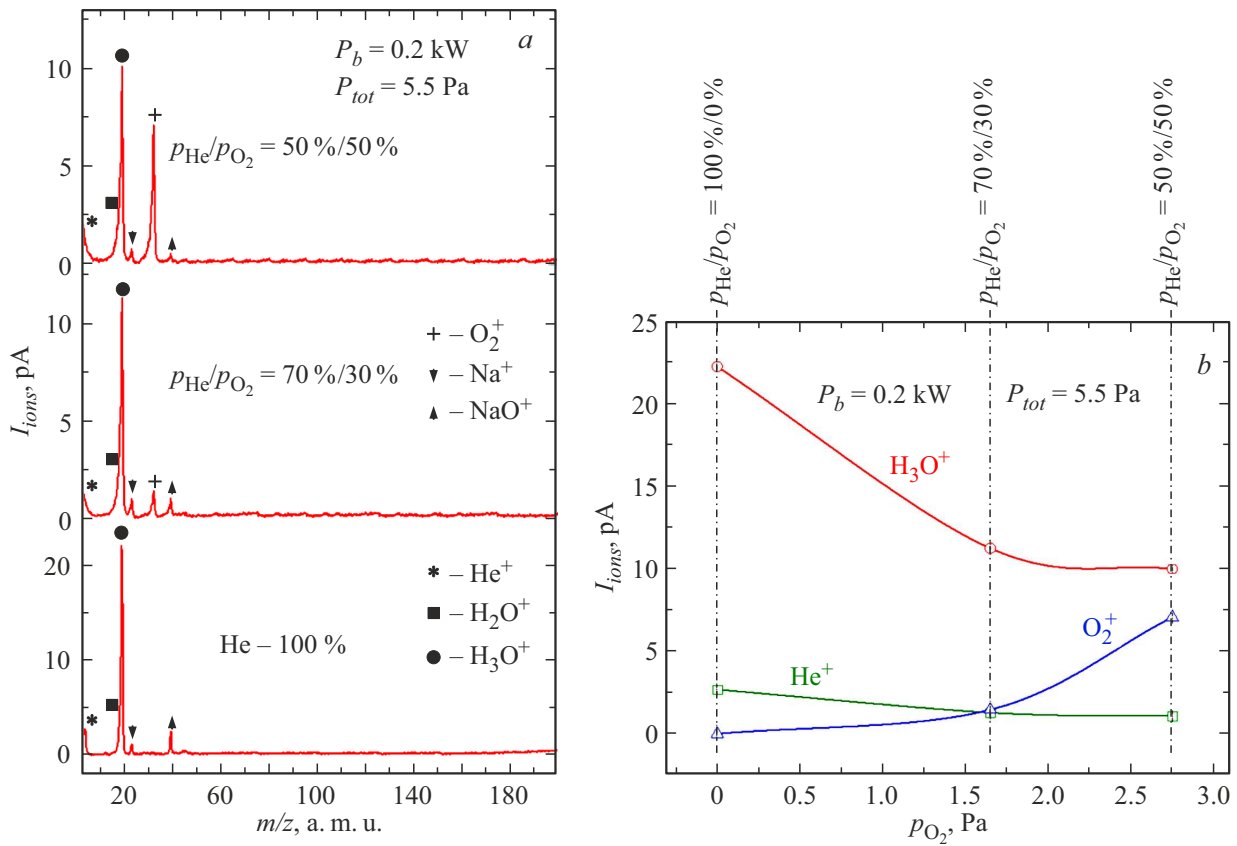 a
P_b = 0.2 kW
P_tot = 5.5 Pa
p_He/p_O₂ = 50 %/50 %
10
5
0
+ – O₂⁺
– Na⁺
– NaO⁺
p_He/p_O₂ = 70 %/30 %
10
5
0
I_ions, pA
* – He⁺
■ – H₂O⁺
● – H₃O⁺
He – 100 %
20
10
0
20 60 100 140 180
m/z, a. m. u.
p_He/p_O₂ = 100 %/0 %
p_He/p_O₂ = 70 %/30 %
p_He/p_O₂ = 50 %/50 %
b
P_b = 0.2 kW
P_tot = 5.5 Pa
H₃O⁺
O₂⁺
He⁺
25
20
15
10
5
0
I_ions, pA
0 0.5 1.0 1.5 2.0 2.5 3.0
p_O₂, Pa